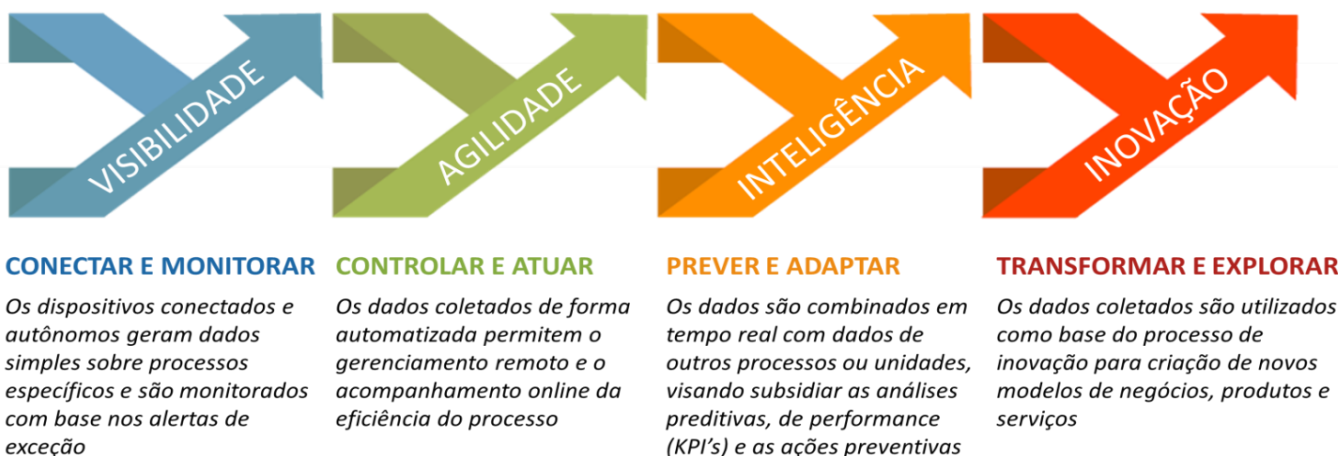 VISIBILIDADE
AGILIDADE
INTELIGÊNCIA
INOVAÇÃO
CONECTAR E MONITORAR
Os dispositivos conectados e
autônomos geram dados
simples sobre processos
específicos e são monitorados
com base nos alertas de
exceção
CONTROLAR E ATUAR
Os dados coletados de forma
automatizada permitem o
gerenciamento remoto e o
acompanhamento online da
eficiência do processo
PREVER E ADAPTAR
Os dados são combinados em
tempo real com dados de
outros processos ou unidades,
visando subsidiar as análises
preditivas, de performance
(KPI's) e as ações preventivas
TRANSFORMAR E EXPLORAR
Os dados coletados são utilizados
como base do processo de
inovação para criação de novos
modelos de negócios, produtos e
serviços